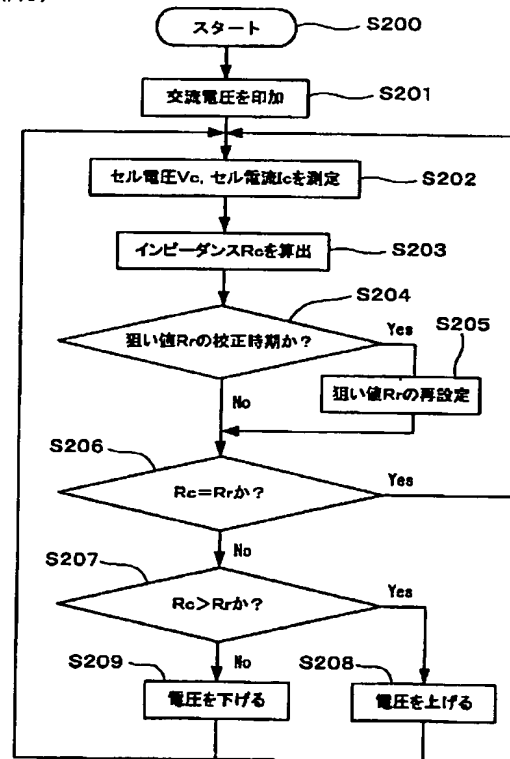 スタート
S200
交流電圧を印加
S201
セル電圧Vc, セル電流Icを測定
S202
インピーダンスRcを算出
S203
S204
狙い値Rrの校正時期か?
Yes
S205
狙い値Rrの再設定
No
S206
Rc=Rrか?
Yes
No
S207
Rc>Rrか?
Yes
No
S209
S208
電圧を下げる
電圧を上げる